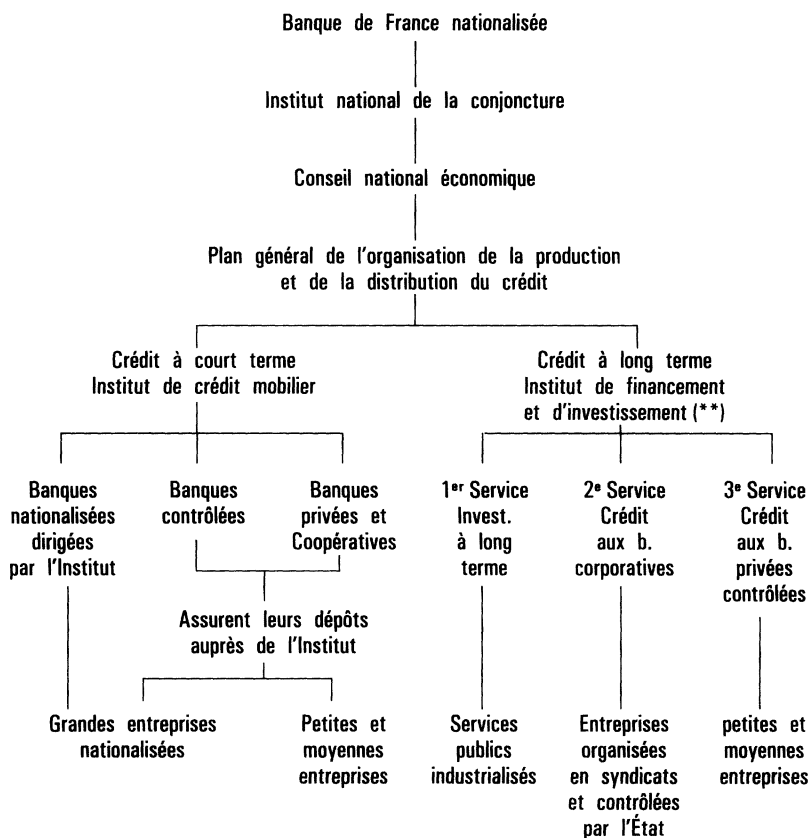 Banque de France nationalisée
Institut national de la conjoncture
Conseil national économique
Plan général de l'organisation de la production
et de la distribution du crédit
Crédit à court terme
Institut de crédit mobilier
Crédit à long terme
Institut de financement
et d'investissement (**)
Banques
nationalisées
dirigées
par l'Institut
Banques
contrôlées
Banques
privées et
Coopératives
1er Service
Invest.
à long
terme
2e Service
Crédit
aux b.
corporatives
3e Service
Crédit
aux b.
privées
contrôlées
Assurent leurs dépôts
auprès de l'Institut
Grandes entreprises
nationalisées
Petites et
moyennes
entreprises
Services
publics
industrialisés
Entreprises
organisées
en syndicats
et contrôlées
par l'État
petites et
moyennes
entreprises